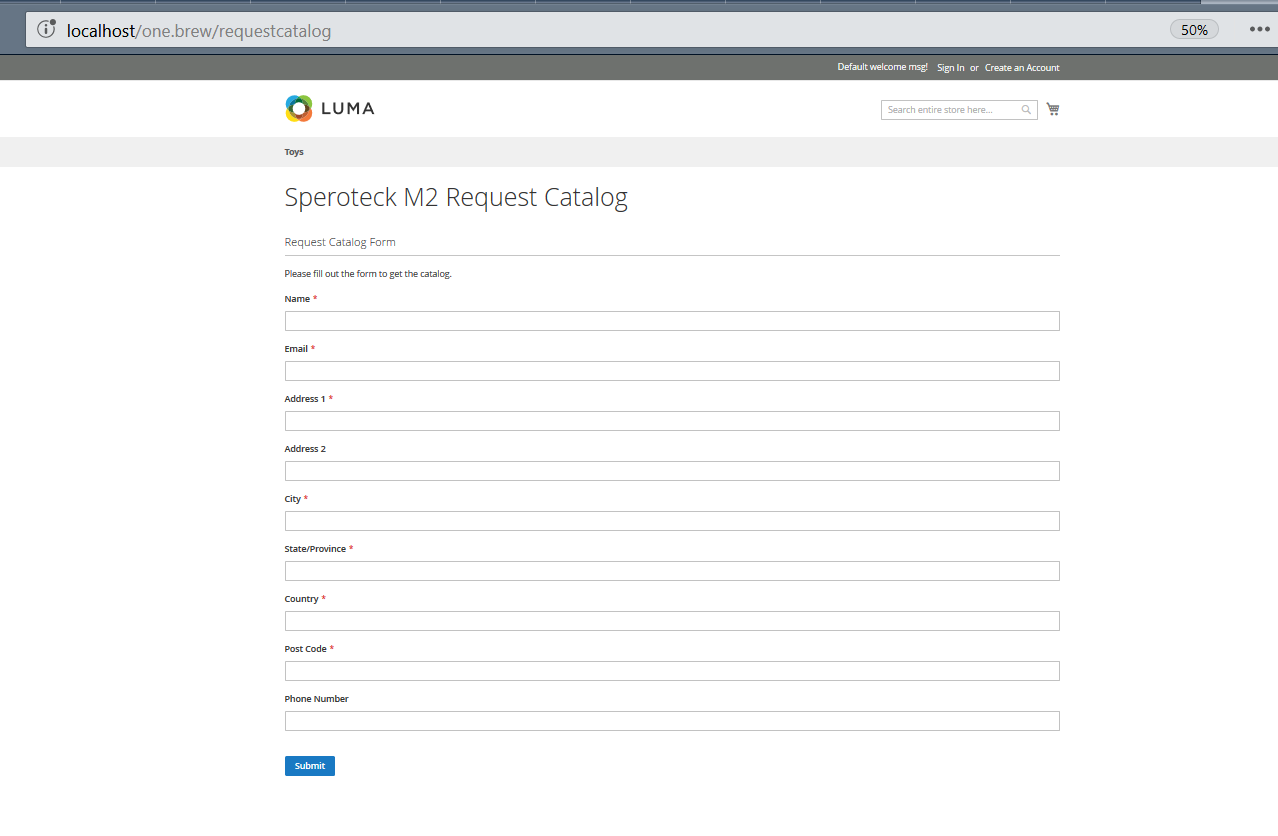 localhost/one.brew/requestcatalog
50%
Default welcome msg! Sign In or Create an Account
LUMA
Search entire store here...
Toys
Speroteck M2 Request Catalog
Request Catalog Form
Please fill out the form to get the catalog.
Name *
Email *
Address 1 *
Address 2
City *
State/Province *
Country *
Post Code *
Phone Number
Submit